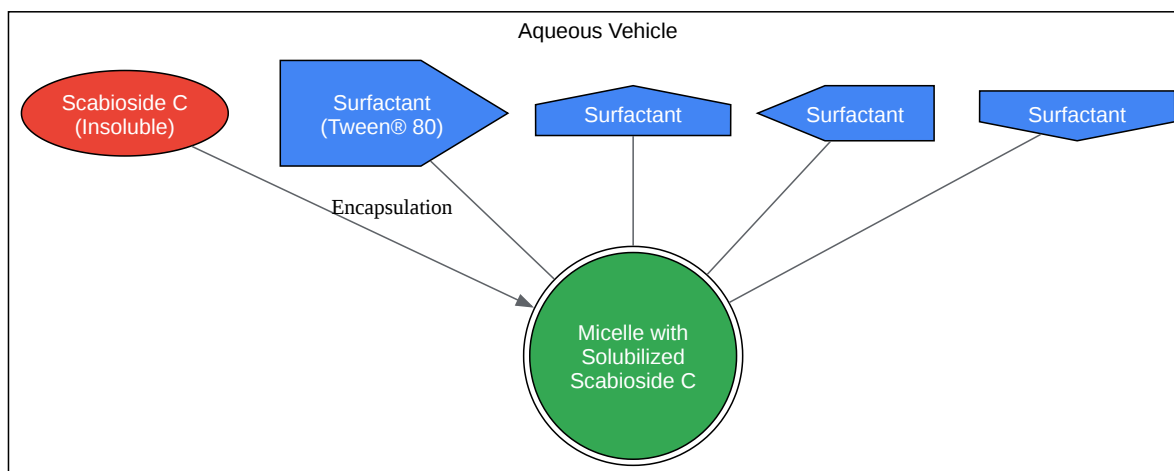 Aqueous Vehicle
Scabioside C
(Insoluble)
Surfactant
(Tween® 80)
Surfactant
Surfactant
Surfactant
Encapsulation
Micelle with
Solubilized
Scabioside C